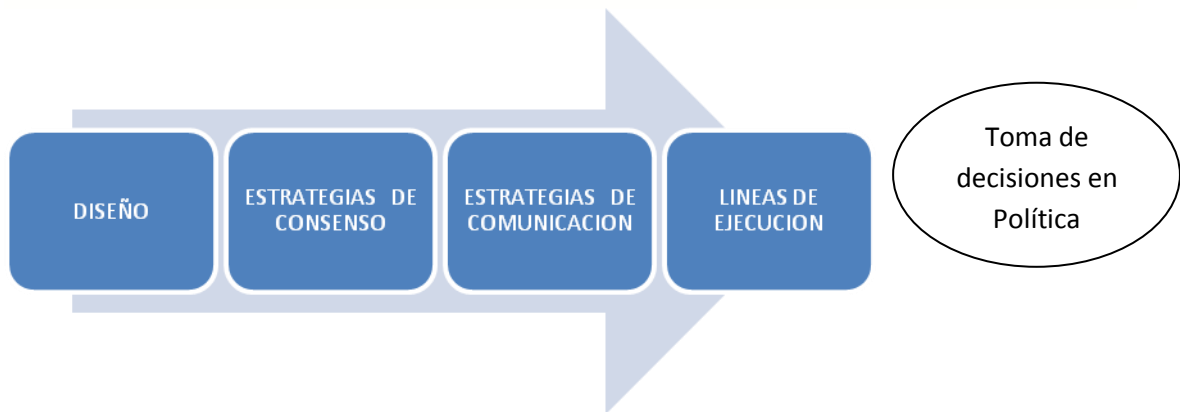 DISEÑO
ESTRATEGIAS DE
CONSENSO
ESTRATEGIAS DE
COMUNICACION
LINEAS DE
EJECUCION
Toma de
decisiones en
Política